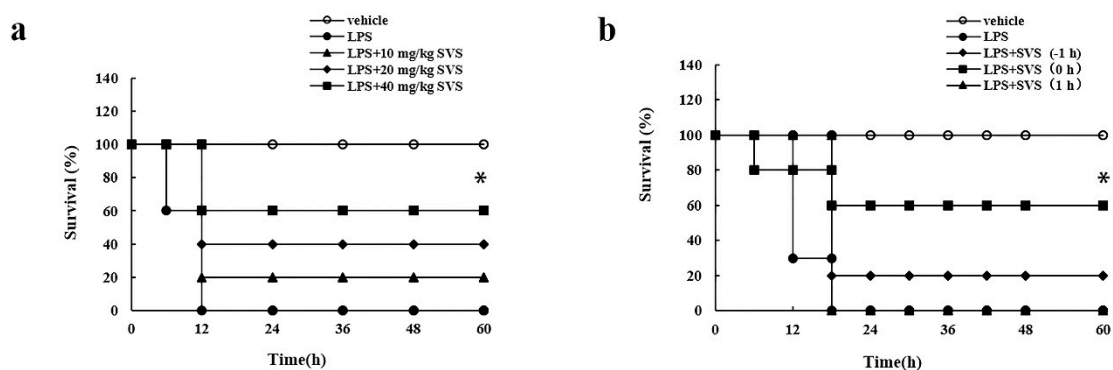 a
vehicle
LPS
LPS+10 mg/kg SVS
LPS+20 mg/kg SVS
LPS+40 mg/kg SVS
140
120
100
80
60
40
20
0
Survival (%)
*
0 12 24 36 48 60
Time(h)
b
vehicle
LPS
LPS+SVS (-1 h)
LPS+SVS（0 h）
LPS+SVS（1 h）
140
120
100
80
60
40
20
0
Survival (%)
*
0 12 24 36 48 60
Time(h)